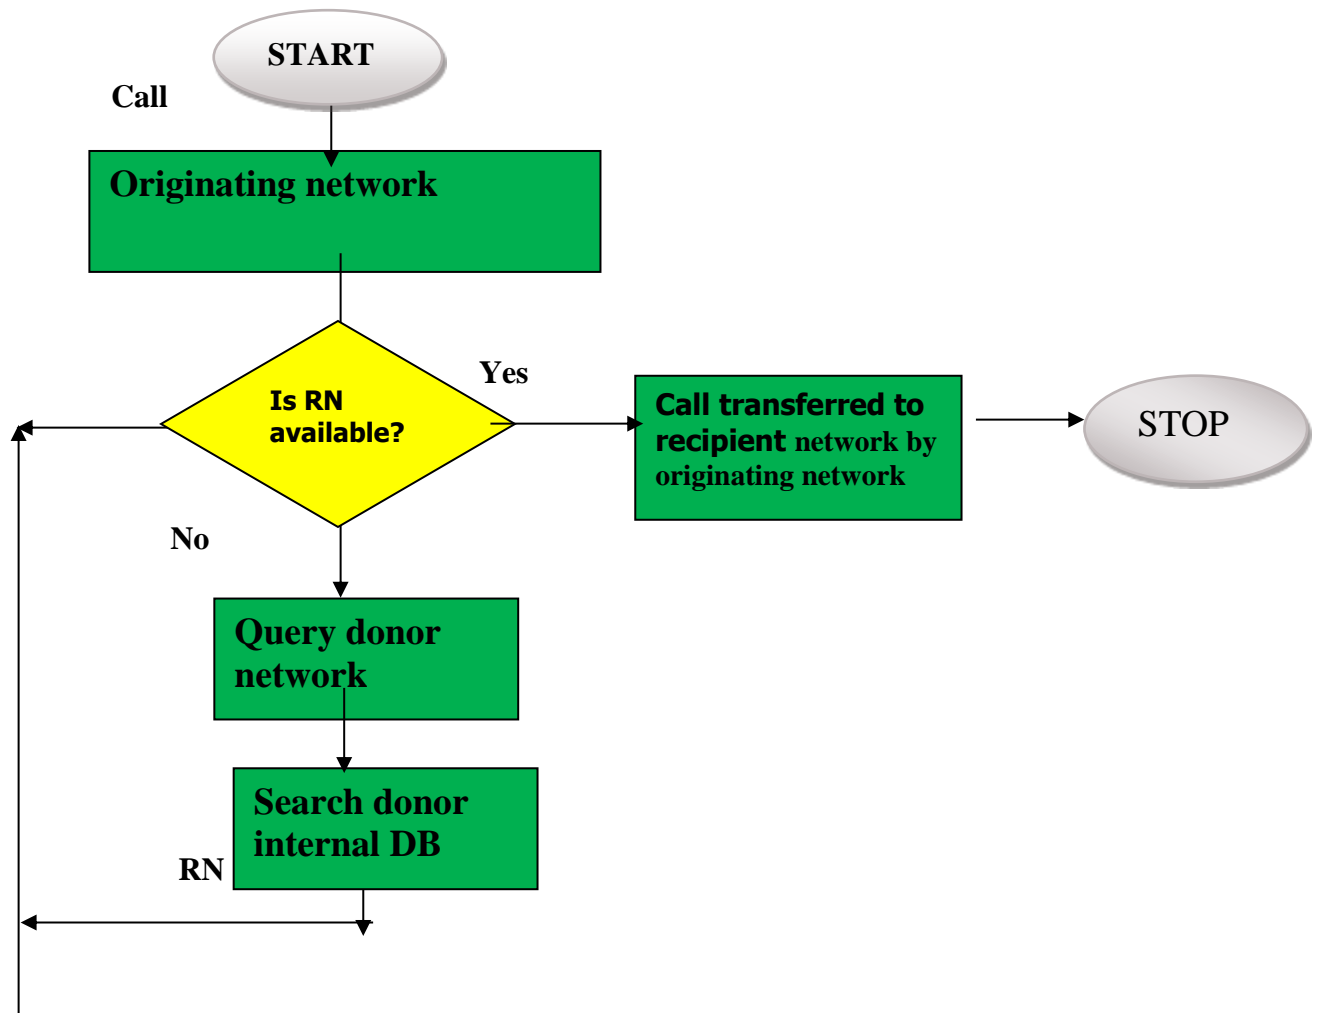 START
Call
Originating network
Yes
Is RN
available?
Call transferred to
recipient network by
originating network
STOP
No
Query donor
network
Search donor
internal DB
RN